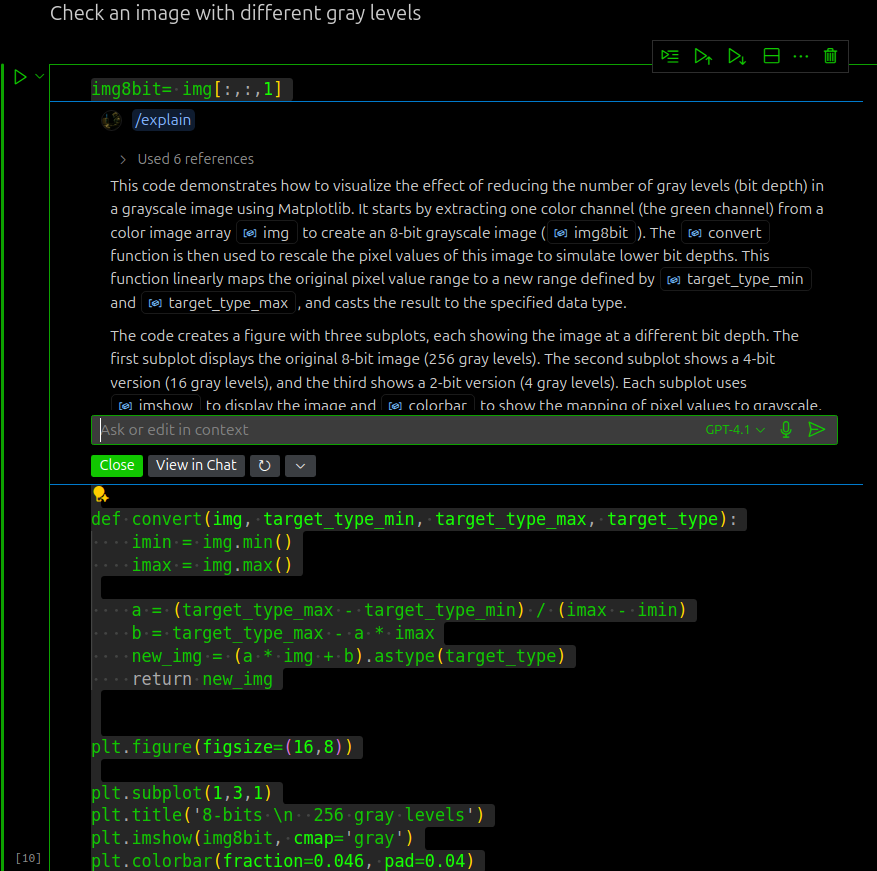 Check an image with different gray levels
img8bit= img[:,:,1]
/explain
Used 6 references
This code demonstrates how to visualize the effect of reducing the number of gray levels (bit depth) in
a grayscale image using Matplotlib. It starts by extracting one color channel (the green channel) from a
color image array img to create an 8-bit grayscale image ( img8bit ). The convert
function is then used to rescale the pixel values of this image to simulate lower bit depths. This
function linearly maps the original pixel value range to a new range defined by target_type_min
and target_type_max , and casts the result to the specified data type.
The code creates a figure with three subplots, each showing the image at a different bit depth. The
first subplot displays the original 8-bit image (256 gray levels). The second subplot shows a 4-bit
version (16 gray levels), and the third shows a 2-bit version (4 gray levels). Each subplot uses
imshow to display the image and colorbar to show the mapping of pixel values to grayscale.
Ask or edit in context GPT-4.1
Close View in Chat
def convert(img, target_type_min, target_type_max, target_type):
    imin = img.min()
    imax = img.max()
    a = (target_type_max - target_type_min) / (imax - imin)
    b = target_type_max - a * imax
    new_img = (a * img + b).astype(target_type)
    return new_img
plt.figure(figsize=(16,8))
plt.subplot(1,3,1)
plt.title('8-bits \n  256 gray levels')
plt.imshow(img8bit, cmap='gray')
[10] plt.colorbar(fraction=0.046, pad=0.04)